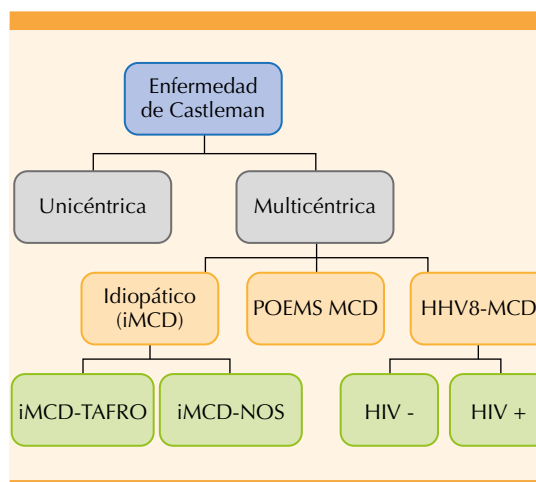 Enfermedad
de Castleman
Unicéntrica
Multicéntrica
Idiopático
(iMCD)
POEMS MCD
HHV8-MCD
iMCD-TAFRO
iMCD-NOS
HIV -
HIV +